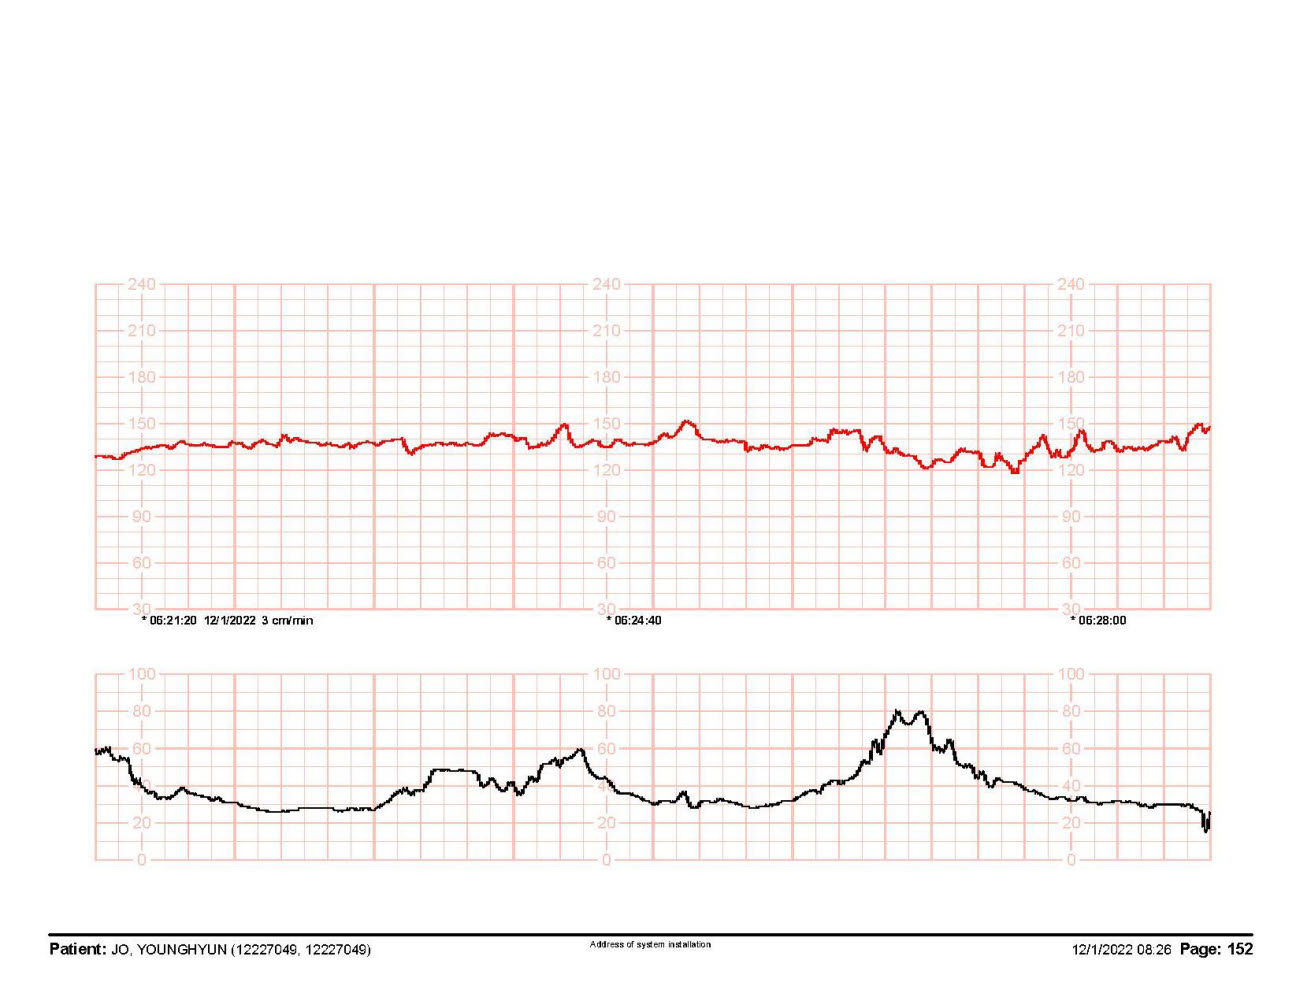 240 240 240
210 210 210
180 180 180
150 150 150
120 120 120
90 90 90
60 60 60
30 30 30
* 06:21:20 12/1/2022 3 cm/min * 06:24:40 * 06:28:00
100 100 100
80 80 80
60 60 60
40 40 40
20 20 20
0 0 0
Patient: JO, YOUNGHYUN (12227049, 12227049) Address of system installation 12/1/2022 08:26 Page: 152